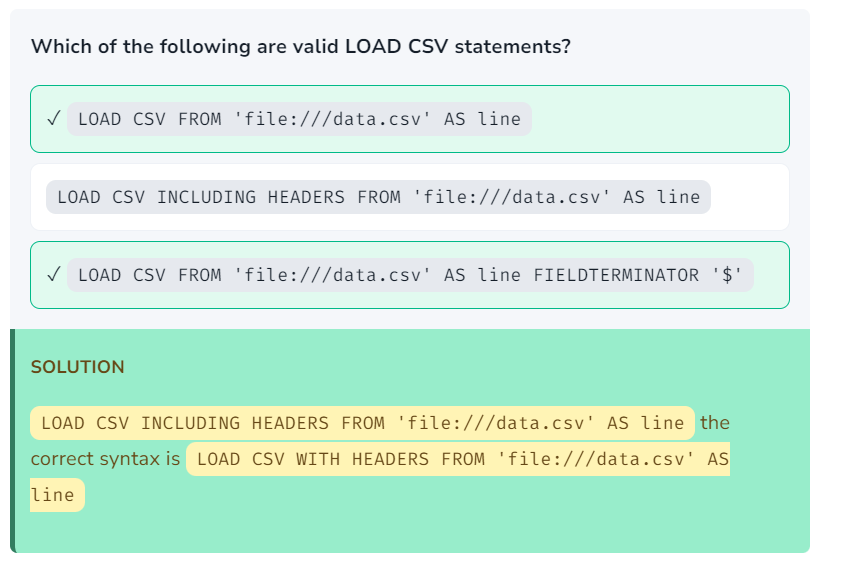 Which of the following are valid LOAD CSV statements?
✓ LOAD CSV FROM 'file:///data.csv' AS line
LOAD CSV INCLUDING HEADERS FROM 'file:///data.csv' AS line
✓ LOAD CSV FROM 'file:///data.csv' AS line FIELDTERMINATOR '$'
SOLUTION
LOAD CSV INCLUDING HEADERS FROM 'file:///data.csv' AS line the
correct syntax is LOAD CSV WITH HEADERS FROM 'file:///data.csv' AS
line